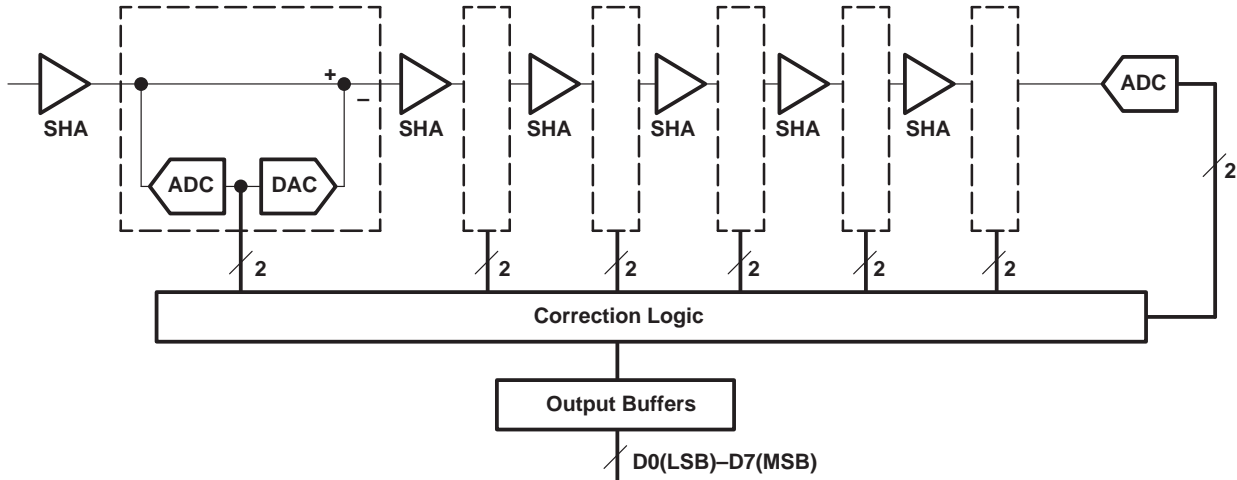 +
–
ADC
SHA
SHA
SHA
SHA
SHA
SHA
ADC
DAC
2
2
2
2
2
2
2
2
Correction Logic
Output Buffers
D0(LSB)–D7(MSB)